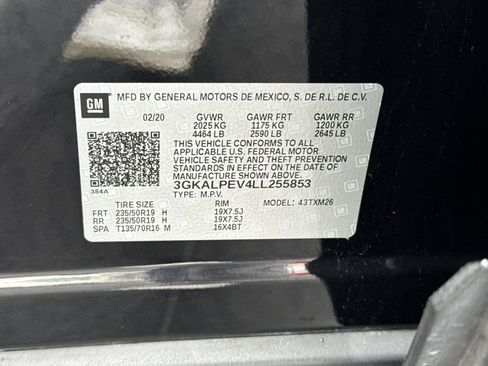 GM
MFD BY GENERAL MOTORS DE MEXICO, S. DE R.L. DE C.V.
02/20 GVWR GAWR FRT GAWR RR
2025 KG 1175 KG 1200 KG
4464 LB 2590 LB 2645 LB
THIS VEHICLE CONFORMS TO ALL
APPLICABLE U.S. FEDERAL MOTOR
VEHICLE SAFETY AND THEFT PREVENTION
STANDARDS IN EFFECT ON THE DATE OF
MANUFACTURE SHOWN ABOVE.
3GKALPEV4LL255853
384A TYPE: M.P.V.
TIRE SIZE RIM MODEL: 43TXM26
FRT 235/50R19 H 19X7.5J
RR 235/50R19 H 19X7.5J
SPA T135/70R16 M 16X4BT